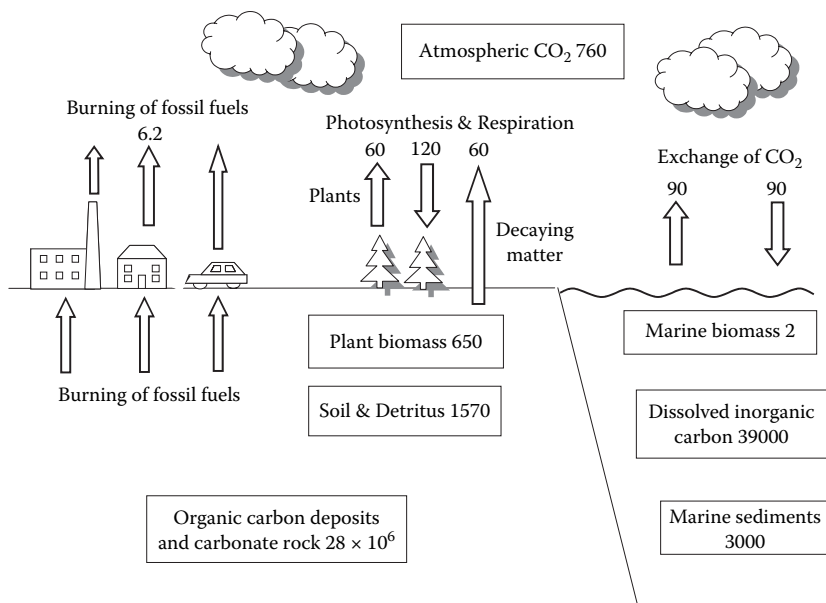 Atmospheric CO₂ 760
Burning of fossil fuels
6.2
Photosynthesis & Respiration
60 120 60
Plants
Decaying
matter
Exchange of CO₂
90 90
Burning of fossil fuels
Plant biomass 650
Soil & Detritus 1570
Marine biomass 2
Dissolved inorganic
carbon 39000
Organic carbon deposits
and carbonate rock 28 × 10⁶
Marine sediments
3000